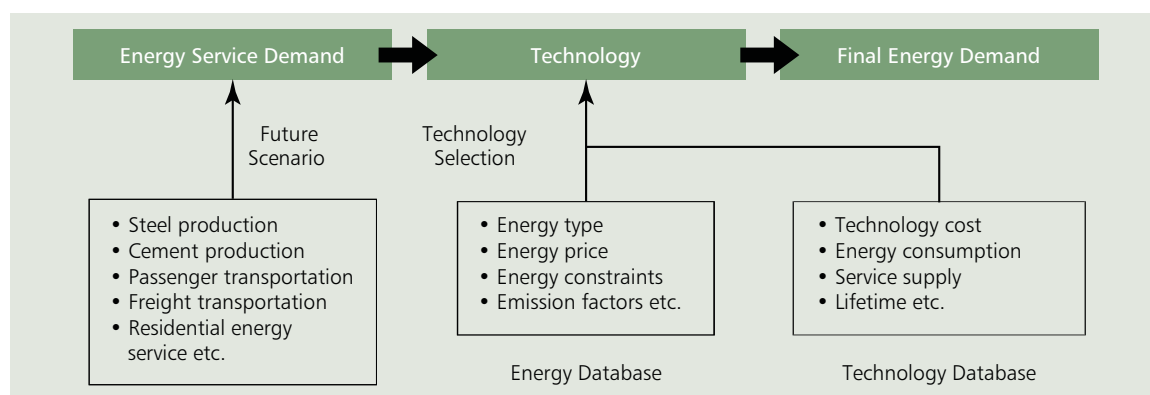 Energy Service Demand
Technology
Final Energy Demand
Future
Scenario
Technology
Selection
• Steel production
• Cement production
• Passenger transportation
• Freight transportation
• Residential energy
service etc.
• Energy type
• Energy price
• Energy constraints
• Emission factors etc.
• Technology cost
• Energy consumption
• Service supply
• Lifetime etc.
Energy Database
Technology Database